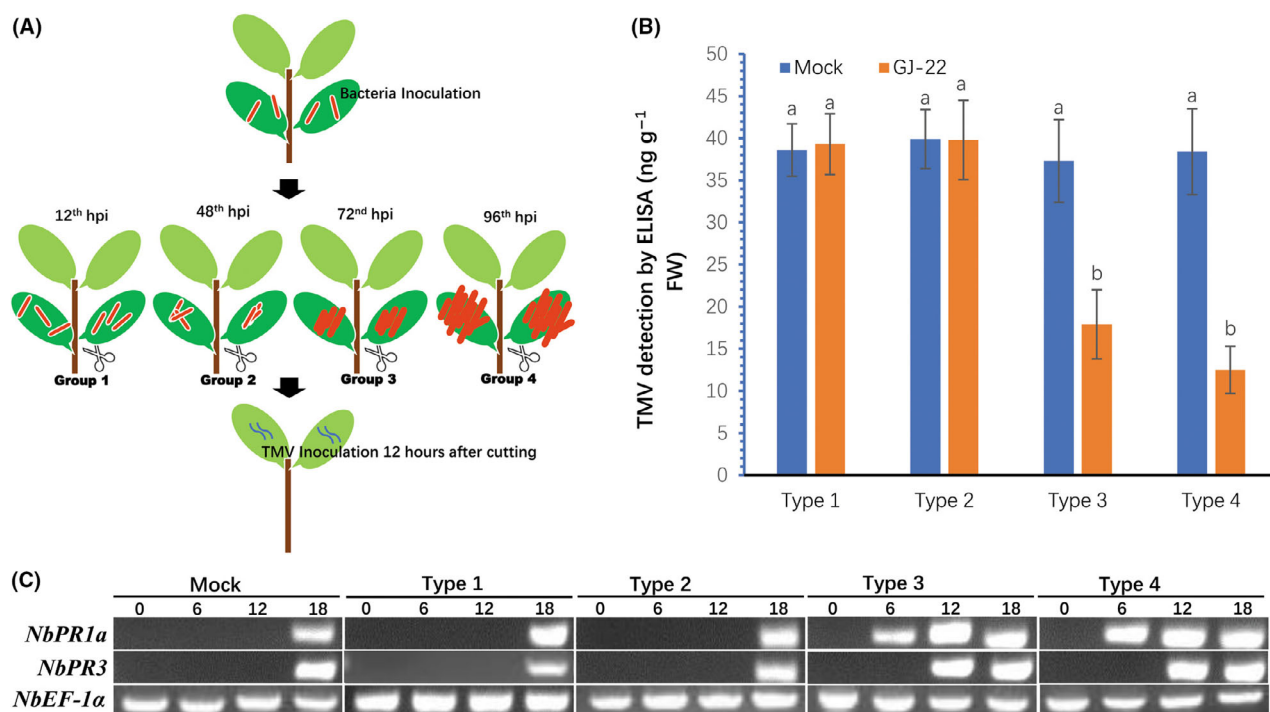 (A)
Bacteria Inoculation
12th hpi 48th hpi 72nd hpi 96th hpi
Group 1 Group 2 Group 3 Group 4
TMV Inoculation 12 hours after cutting
(B)
Mock GJ-22
TMV detection by ELISA (ng g⁻¹
FW)
50
45
40
35
30
25
20
15
10
5
0
a a a a a b a b
Type 1 Type 2 Type 3 Type 4
(C)
Mock Type 1 Type 2 Type 3 Type 4
0 6 12 18 0 6 12 18 0 6 12 18 0 6 12 18 0 6 12 18
NbPR1a
NbPR3
NbEF-1α